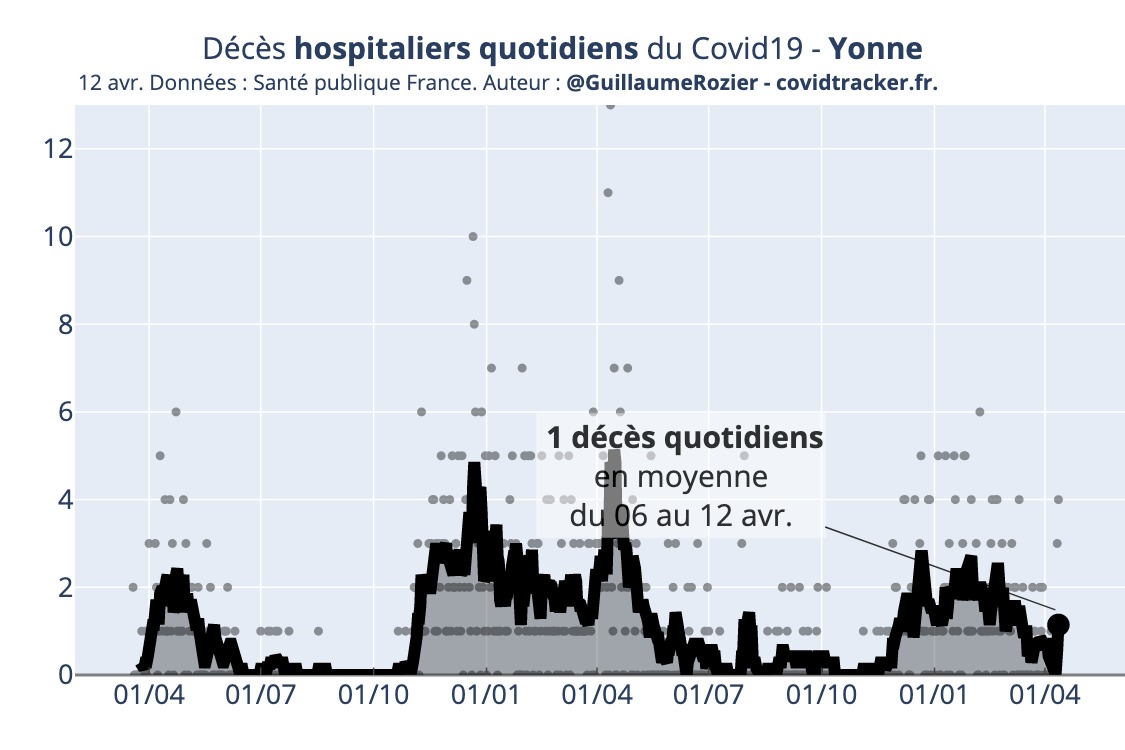 Décès hospitaliers quotidiens du Covid19 - Yonne
12 avr. Données : Santé publique France. Auteur : @GuillaumeRozier - covidtracker.fr.
12
10
8
6
4
2
0
1 décès quotidiens
en moyenne
du 06 au 12 avr.
01/04 01/07 01/10 01/01 01/04 01/07 01/10 01/01 01/04